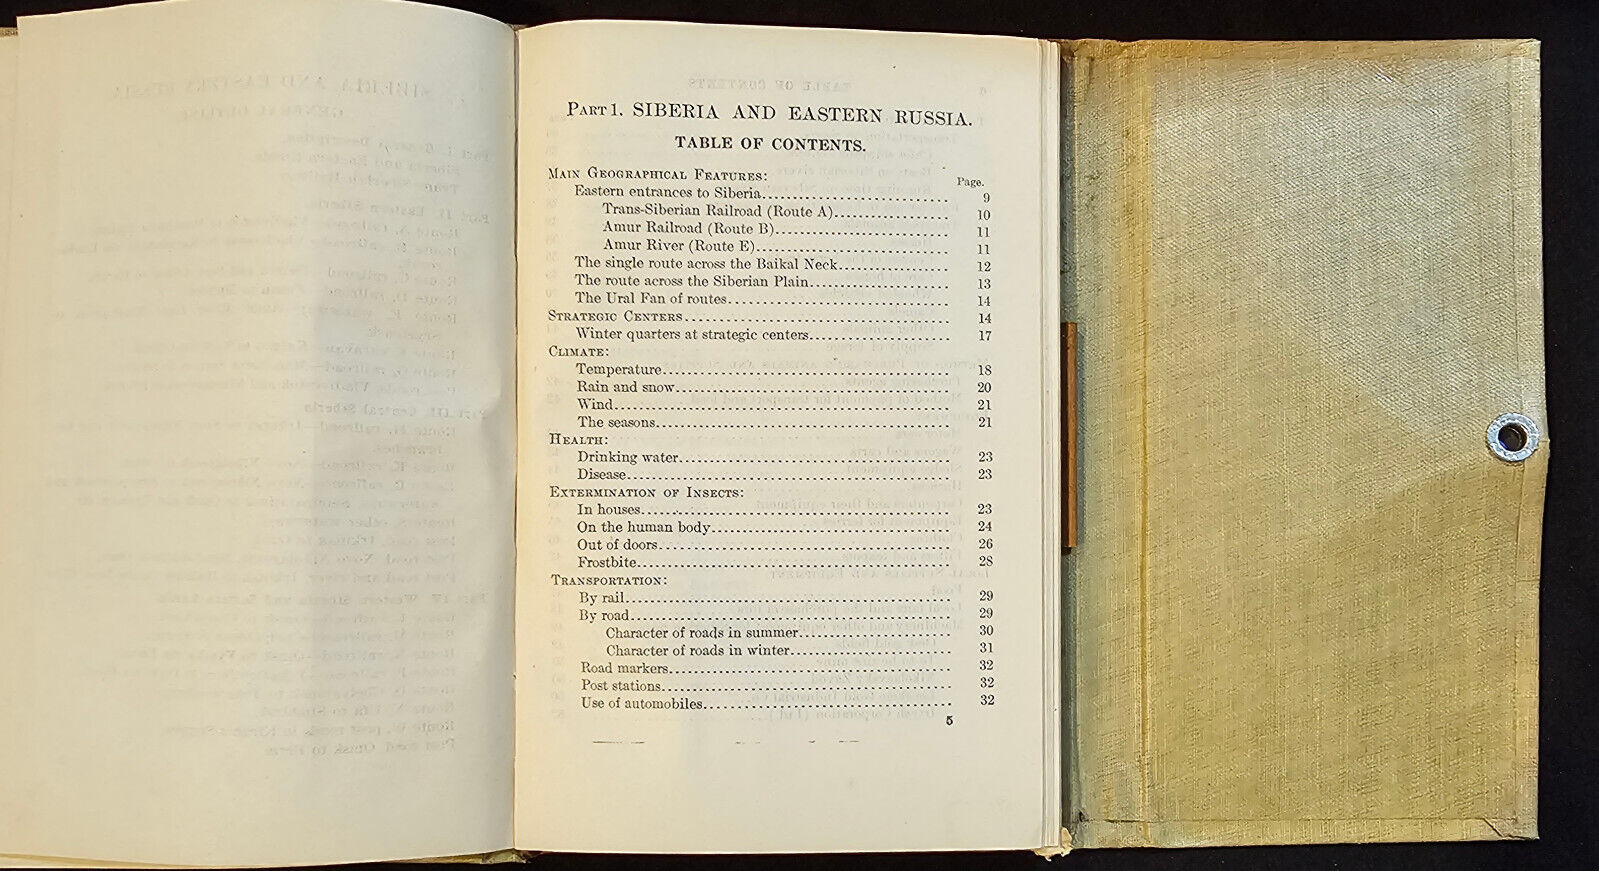 Part 1. SIBERIA AND EASTERN RUSSIA.
TABLE OF CONTENTS.
Main Geographical Features: Page.
Eastern entrances to Siberia 9
Trans-Siberian Railroad (Route A) 10
Amur Railroad (Route B) 11
Amur River (Route E) 11
The single route across the Baikal Neck 12
The route across the Siberian Plain 13
The Ural Fan of routes 14
Strategic Centers 14
Winter quarters at strategic centers 17
Climate:
Temperature 18
Rain and snow 20
Wind 21
The seasons 21
Health:
Drinking water 23
Disease 23
Extermination of Insects:
In houses 23
On the human body 24
Out of doors 26
Frostbite 28
Transportation:
By rail 29
By road 29
Character of roads in summer 30
Character of roads in winter 31
Road markers 32
Post stations 32
Use of automobiles 32
5